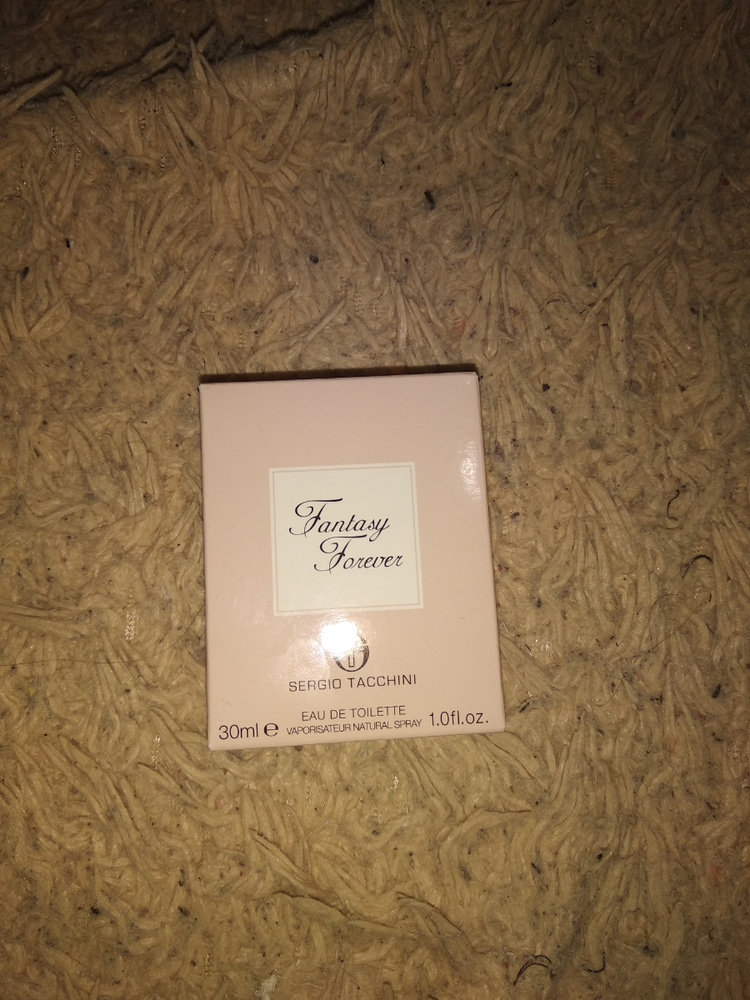 Fantasy
Forever
SERGIO TACCHINI
EAU DE TOILETTE
30ml ℮ VAPORISATEUR NATURAL SPRAY 1.0fl.oz.